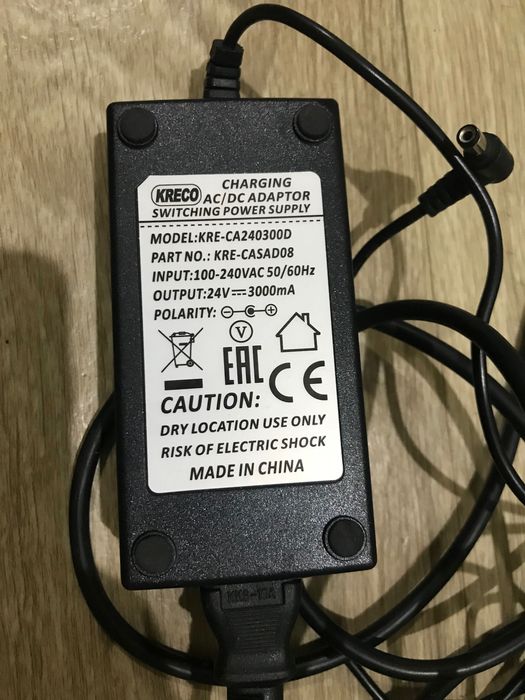 KRECO
CHARGING
AC/DC ADAPTOR
SWITCHING POWER SUPPLY
MODEL:KRE-CA240300D
PART NO.: KRE-CASAD08
INPUT:100-240VAC 50/60Hz
OUTPUT:24V⎓3000mA
POLARITY:
V
EAC
CE
CAUTION:
DRY LOCATION USE ONLY
RISK OF ELECTRIC SHOCK
MADE IN CHINA